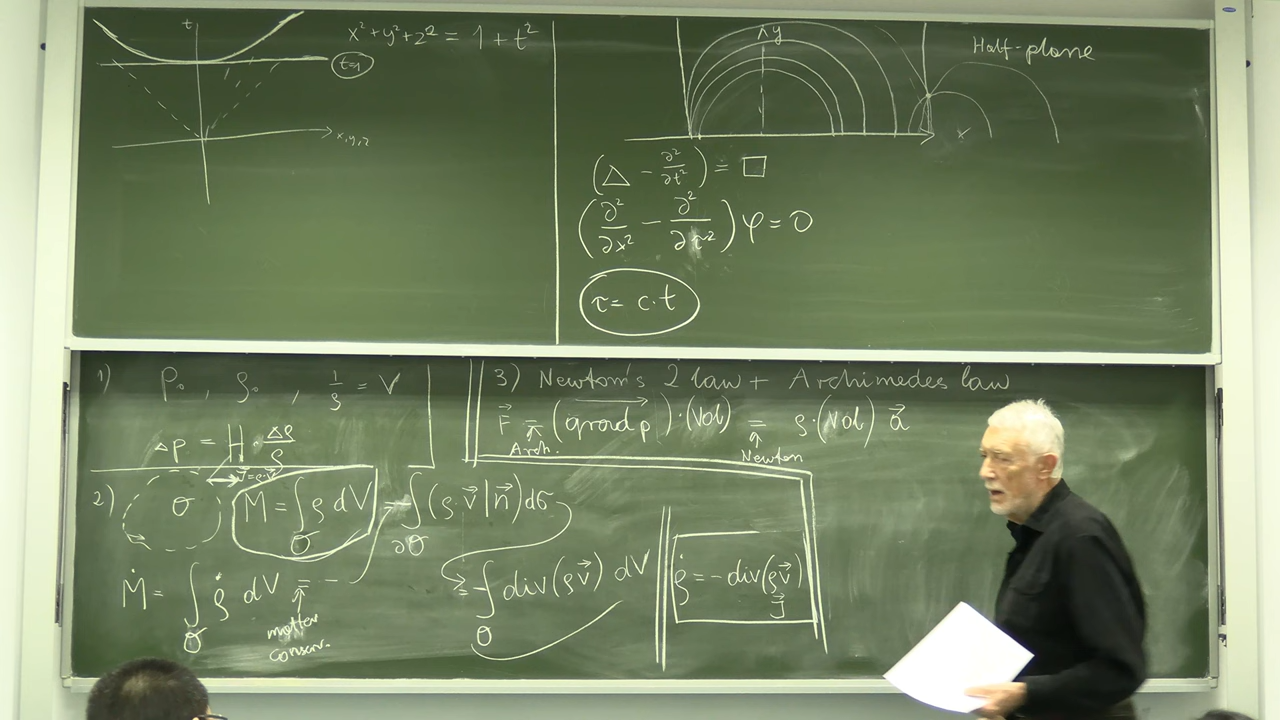 t
x² + y² + z² = 1 + t²
t=1
x,y,z
x y
Half-plane
x
(△ - ∂²/∂t²) = □
(∂²/∂x² - ∂²/∂τ²) φ = 0
τ = c·t
1) P₀ , ρ₀ , 1/ρ = V
Δp = H · Δρ/ρ
2) σ
M = ∫ ρ dV
σ
= ∫ (ρ·v⃗ | n⃗) dσ
∂σ
Ṁ = ∫ ρ̇ dV = -
σ
matter
conserv.
= ∫ div(ρv⃗) dV
σ
ρ̇ = -div(ρv⃗)
j⃗
3) Newton's 2 law + Archimedes law
F⃗ = (grad p)·(Vol) = ρ·(Vol) a⃗
Arch.
Newton